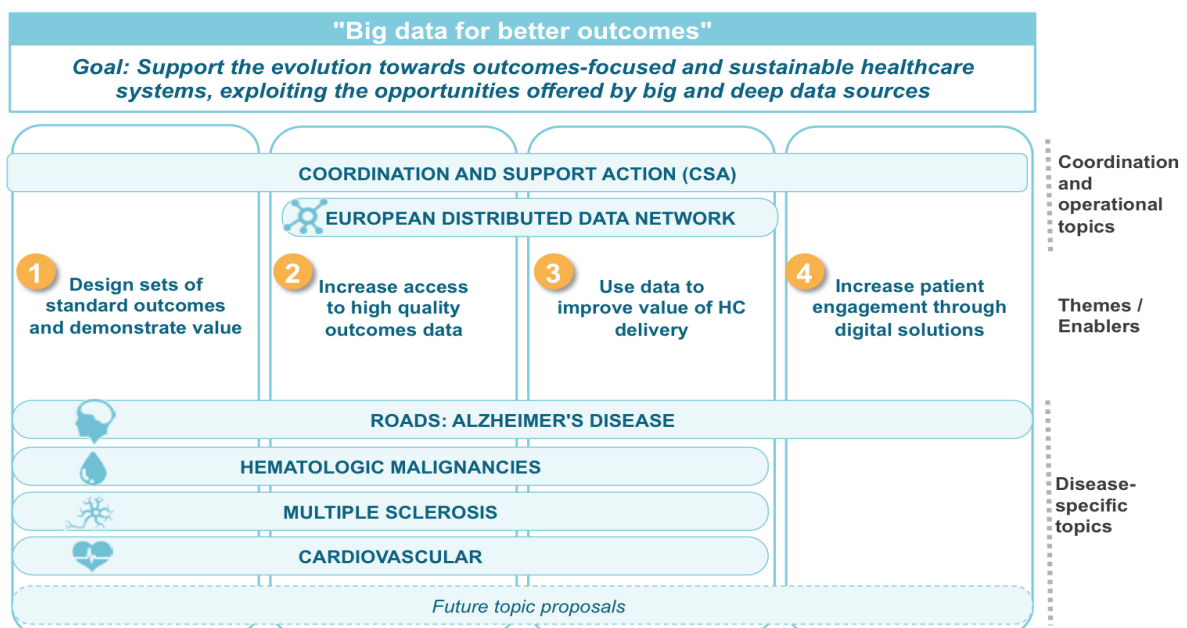 "Big data for better outcomes"
Goal: Support the evolution towards outcomes-focused and sustainable healthcare
systems, exploiting the opportunities offered by big and deep data sources
COORDINATION AND SUPPORT ACTION (CSA)
EUROPEAN DISTRIBUTED DATA NETWORK
Coordination
and
operational
topics
1
Design sets of
standard outcomes
and demonstrate value
2
Increase access
to high quality
outcomes data
3
Use data to
improve value of HC
delivery
4
Increase patient
engagement through
digital solutions
Themes /
Enablers
ROADS: ALZHEIMER'S DISEASE
HEMATOLOGIC MALIGNANCIES
MULTIPLE SCLEROSIS
CARDIOVASCULAR
Future topic proposals
Disease-
specific
topics